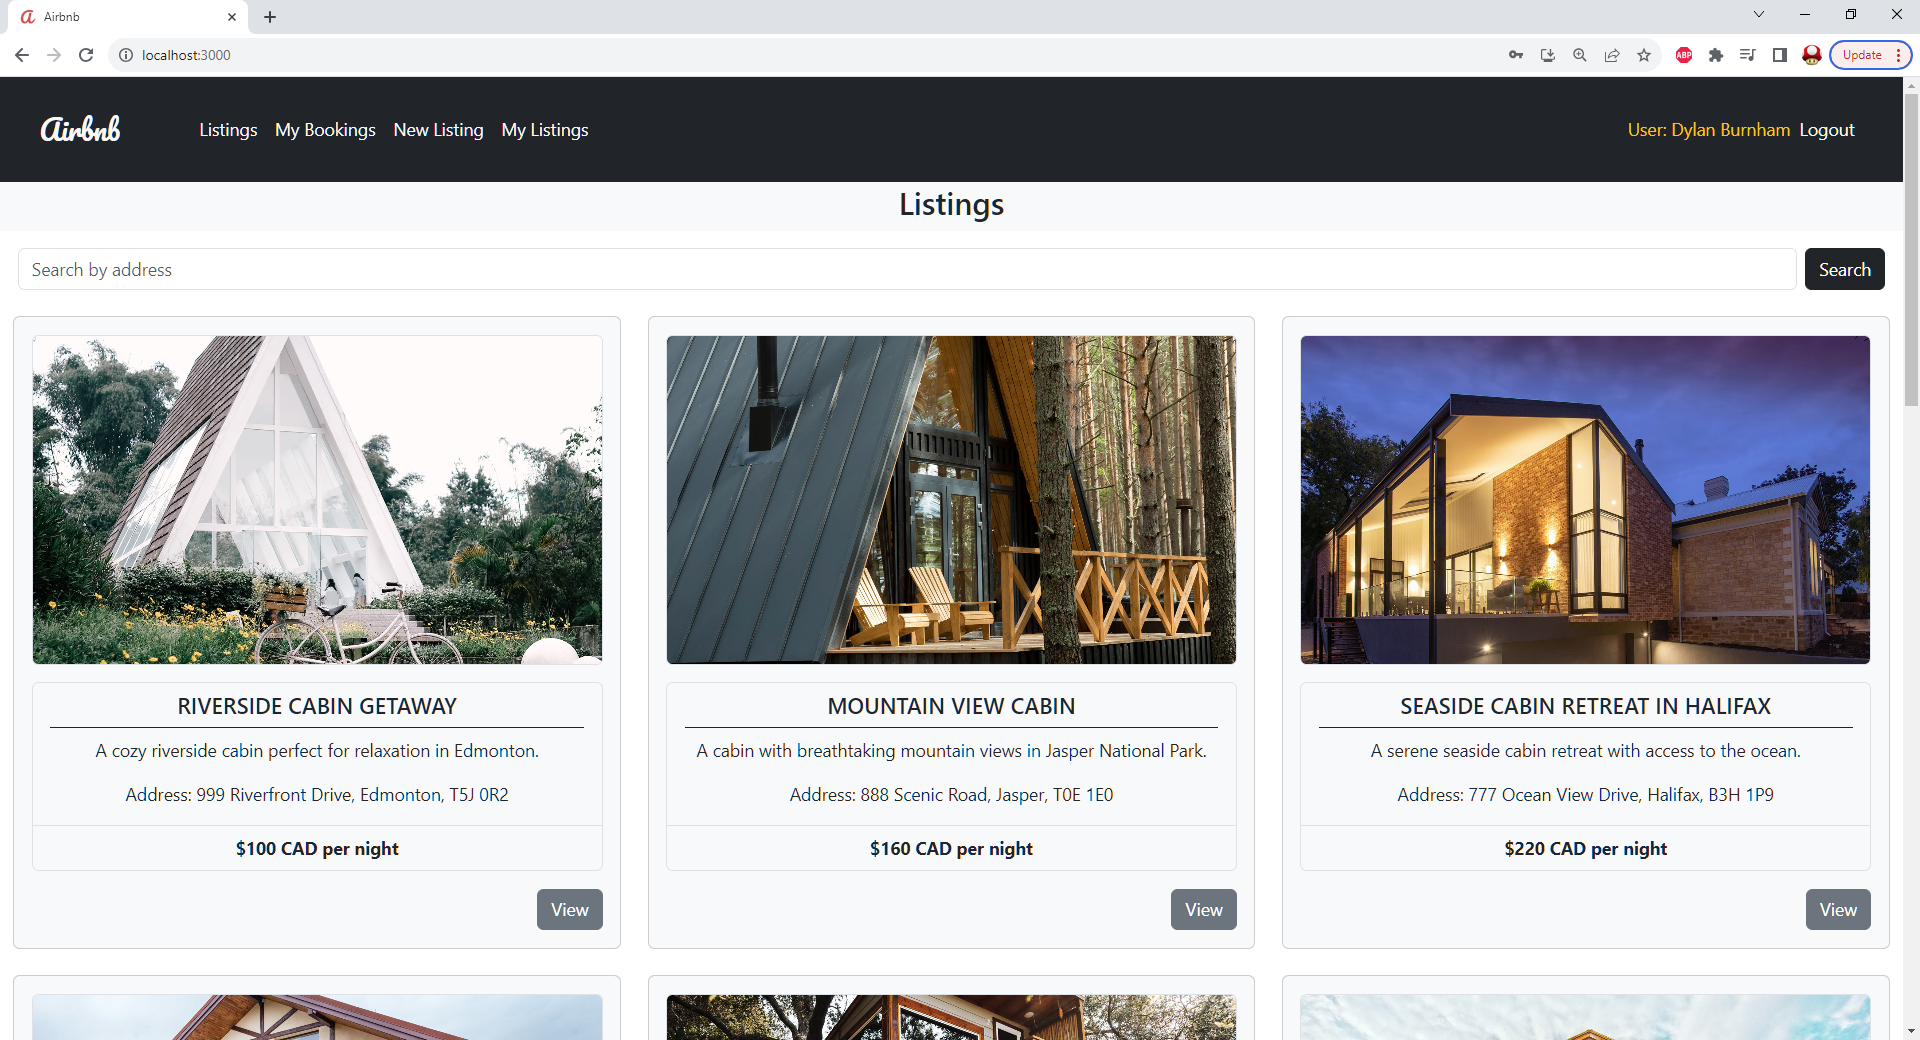 Airbnb
localhost:3000
ABP
Update
Airbnb
Listings
My Bookings
New Listing
My Listings
User: Dylan Burnham
Logout
Listings
Search by address
Search
RIVERSIDE CABIN GETAWAY
A cozy riverside cabin perfect for relaxation in Edmonton.
Address: 999 Riverfront Drive, Edmonton, T5J 0R2
$100 CAD per night
View
MOUNTAIN VIEW CABIN
A cabin with breathtaking mountain views in Jasper National Park.
Address: 888 Scenic Road, Jasper, T0E 1E0
$160 CAD per night
View
SEASIDE CABIN RETREAT IN HALIFAX
A serene seaside cabin retreat with access to the ocean.
Address: 777 Ocean View Drive, Halifax, B3H 1P9
$220 CAD per night
View